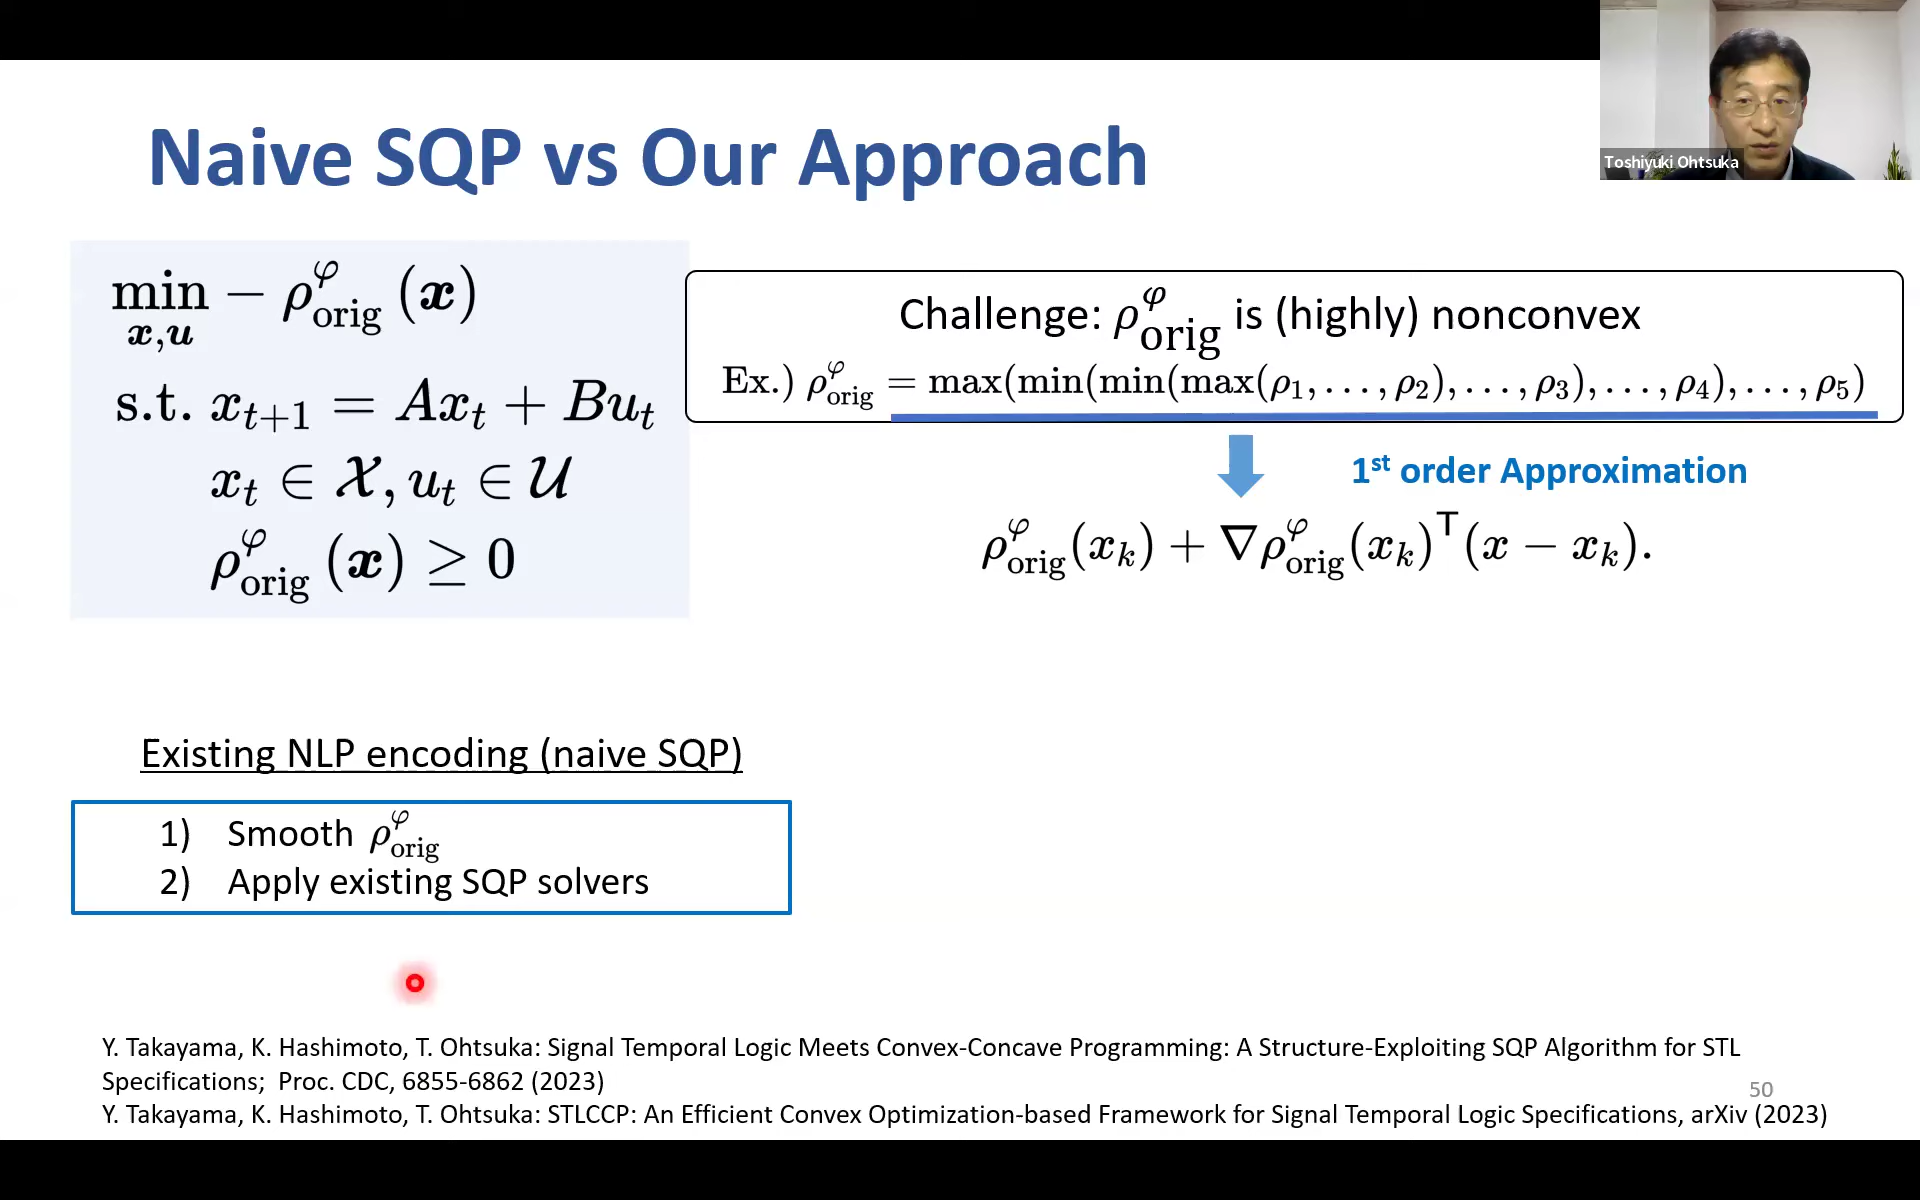 Toshiyuki Ohtsuka
Naive SQP vs Our Approach
min − ρ^φ_orig (x)
x,u
s.t. x_{t+1} = Ax_t + Bu_t
x_t ∈ 𝒳, u_t ∈ 𝒰
ρ^φ_orig (x) ≥ 0
Challenge: ρ^φ_orig is (highly) nonconvex
Ex.) ρ^φ_orig = max(min(min(max(ρ_1, . . . , ρ_2), . . . , ρ_3), . . . , ρ_4), . . . , ρ_5)
1st order Approximation
ρ^φ_orig(x_k) + ∇ρ^φ_orig(x_k)^⊤(x − x_k).
Existing NLP encoding (naive SQP)
1) Smooth ρ^φ_orig
2) Apply existing SQP solvers
Y. Takayama, K. Hashimoto, T. Ohtsuka: Signal Temporal Logic Meets Convex-Concave Programming: A Structure-Exploiting SQP Algorithm for STL
Specifications; Proc. CDC, 6855-6862 (2023)
50
Y. Takayama, K. Hashimoto, T. Ohtsuka: STLCCP: An Efficient Convex Optimization-based Framework for Signal Temporal Logic Specifications, arXiv (2023)